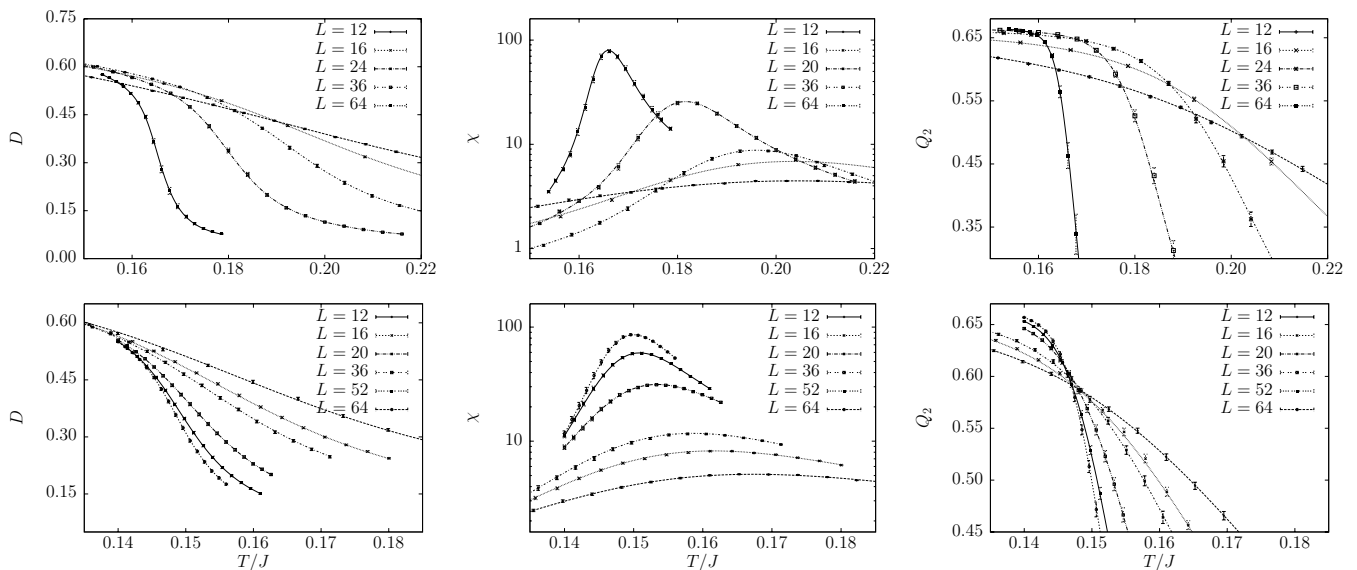 0.75
0.60
0.45
0.30
0.15
0.00
D
0.16
0.18
0.20
0.22
L = 12
L = 16
L = 24
L = 36
L = 64
100
10
1
χ
0.16
0.18
0.20
0.22
L = 12
L = 16
L = 20
L = 36
L = 64
0.65
0.55
0.45
0.35
Q₂
0.16
0.18
0.20
0.22
L = 12
L = 16
L = 24
L = 36
L = 64
0.60
0.45
0.30
0.15
D
0.14
0.15
0.16
0.17
0.18
T/J
L = 12
L = 16
L = 20
L = 36
L = 52
L = 64
100
10
χ
0.14
0.15
0.16
0.17
0.18
T/J
L = 12
L = 16
L = 20
L = 36
L = 52
L = 64
0.65
0.60
0.55
0.50
0.45
Q₂
0.14
0.15
0.16
0.17
0.18
T/J
L = 12
L = 16
L = 20
L = 36
L = 52
L = 64